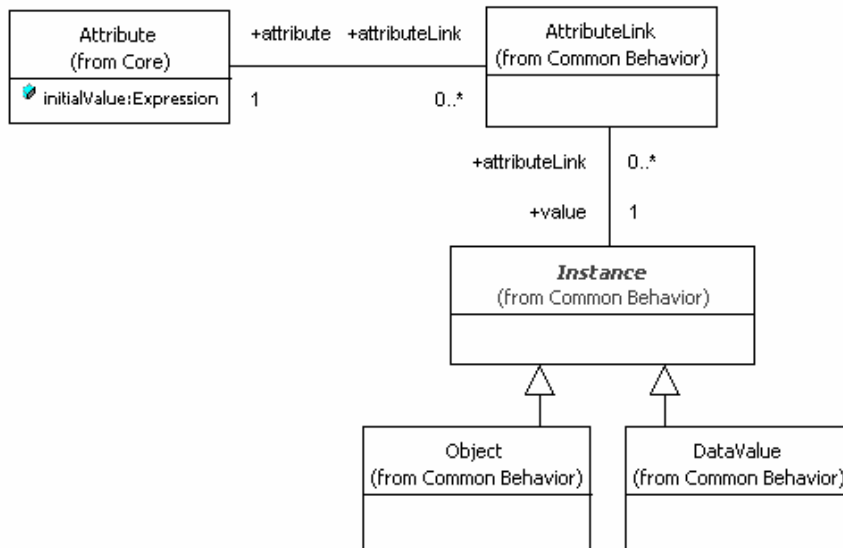 Attribute
(from Core)
initialValue:Expression
+attribute
+attributeLink
1
0..*
AttributeLink
(from Common Behavior)
+attributeLink
0..*
+value
1
Instance
(from Common Behavior)
Object
(from Common Behavior)
DataValue
(from Common Behavior)